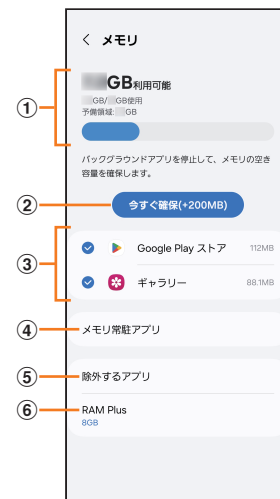 メモリ
GB利用可能
GB/ GB使用
予備領域: GB
①
バックグラウンドアプリを停止して、メモリの空き
容量を確保します。
② 今すぐ確保(+200MB)
③
Google Play ストア 112MB
ギャラリー 88.1MB
④ メモリ常駐アプリ
⑤ 除外するアプリ
⑥ RAM Plus
8GB